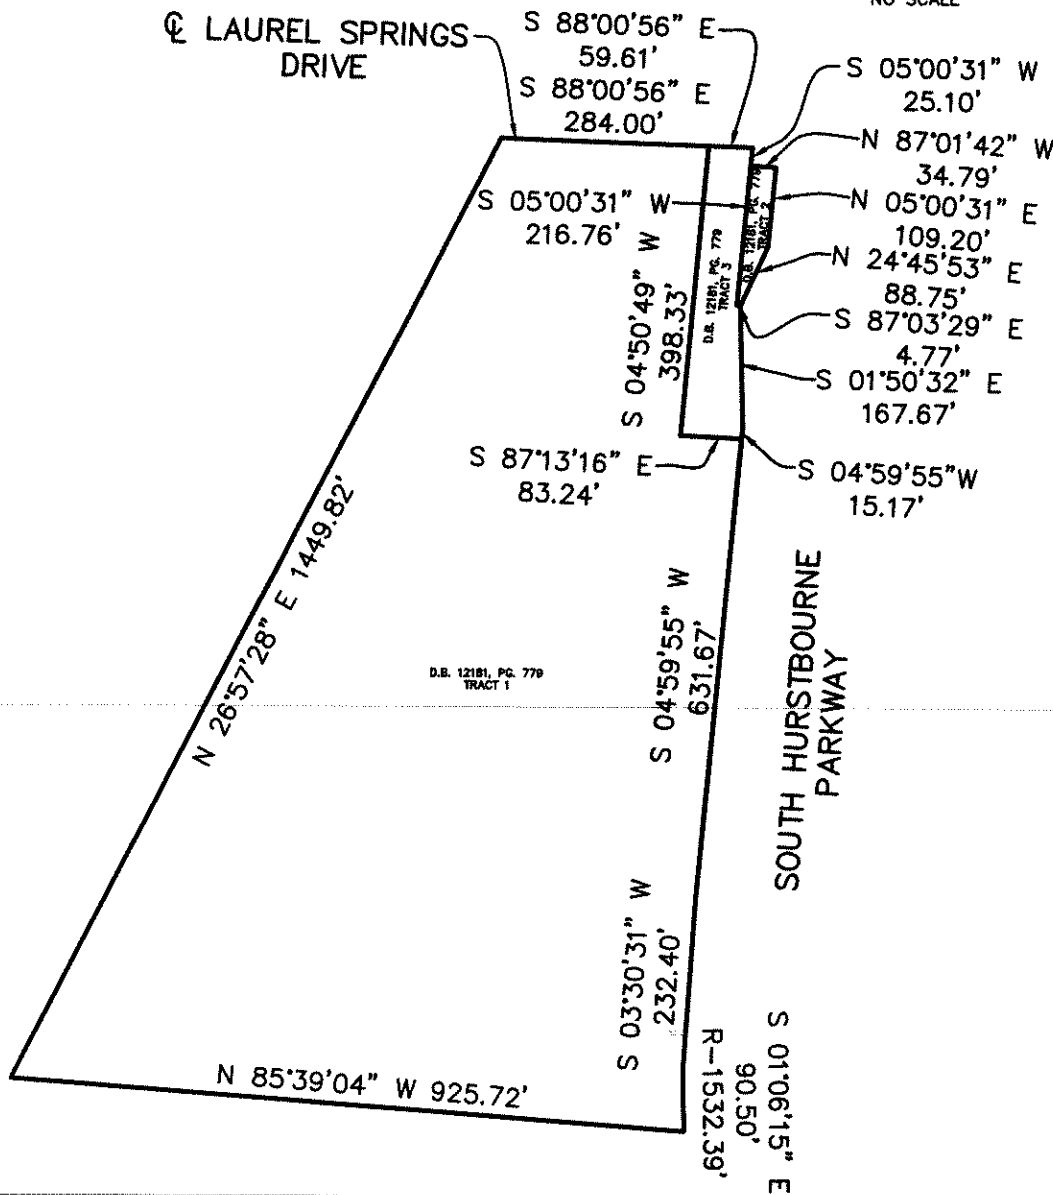 NO SCALE
℄ LAUREL SPRINGS
DRIVE
S 88°00'56" E
59.61'
S 88°00'56" E
284.00'
S 05°00'31" W
25.10'
N 87°01'42" W
34.79'
S 05°00'31" W
216.76'
N 05°00'31" E
109.20'
N 24°45'53" E
88.75'
S 87°03'29" E
4.77'
S 01°50'32" E
167.67'
S 04°50'49" W
398.33'
D.B. 12181, PG. 779
TRACT 3
D.B. 12181, PG. 779
TRACT 2
S 87°13'16" E
83.24'
S 04°59'55"W
15.17'
N 26°57'28" E 1449.82'
S 04°59'55" W
631.67'
SOUTH HURSTBOURNE
PARKWAY
D.B. 12181, PG. 779
TRACT 1
S 03°30'31" W
232.40'
S 01°06'15" E
90.50'
R-1532.39'
N 85°39'04" W 925.72'